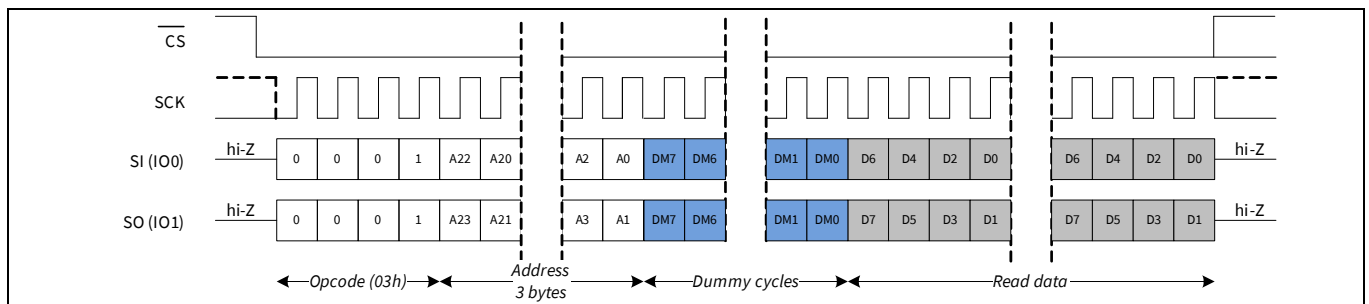 CS
SCK
SI (IO0) hi-Z 0 0 0 1 A22 A20 A2 A0 DM7 DM6 DM1 DM0 D6 D4 D2 D0 D6 D4 D2 D0 hi-Z
SO (IO1) hi-Z 0 0 0 1 A23 A21 A3 A1 DM7 DM6 DM1 DM0 D7 D5 D3 D1 D7 D5 D3 D1 hi-Z
Opcode (03h) Address Dummy cycles Read data
3 bytes